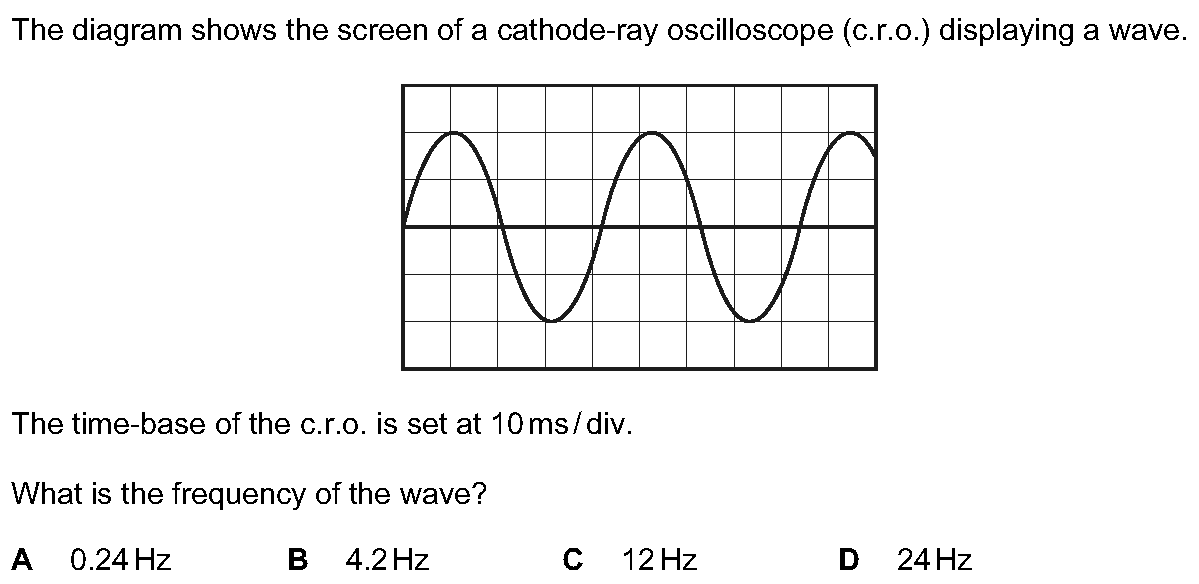 The diagram shows the screen of a cathode-ray oscilloscope (c.r.o.) displaying a wave.
The time-base of the c.r.o. is set at 10 ms / div.
What is the frequency of the wave?
A 0.24 Hz B 4.2 Hz C 12 Hz D 24 Hz